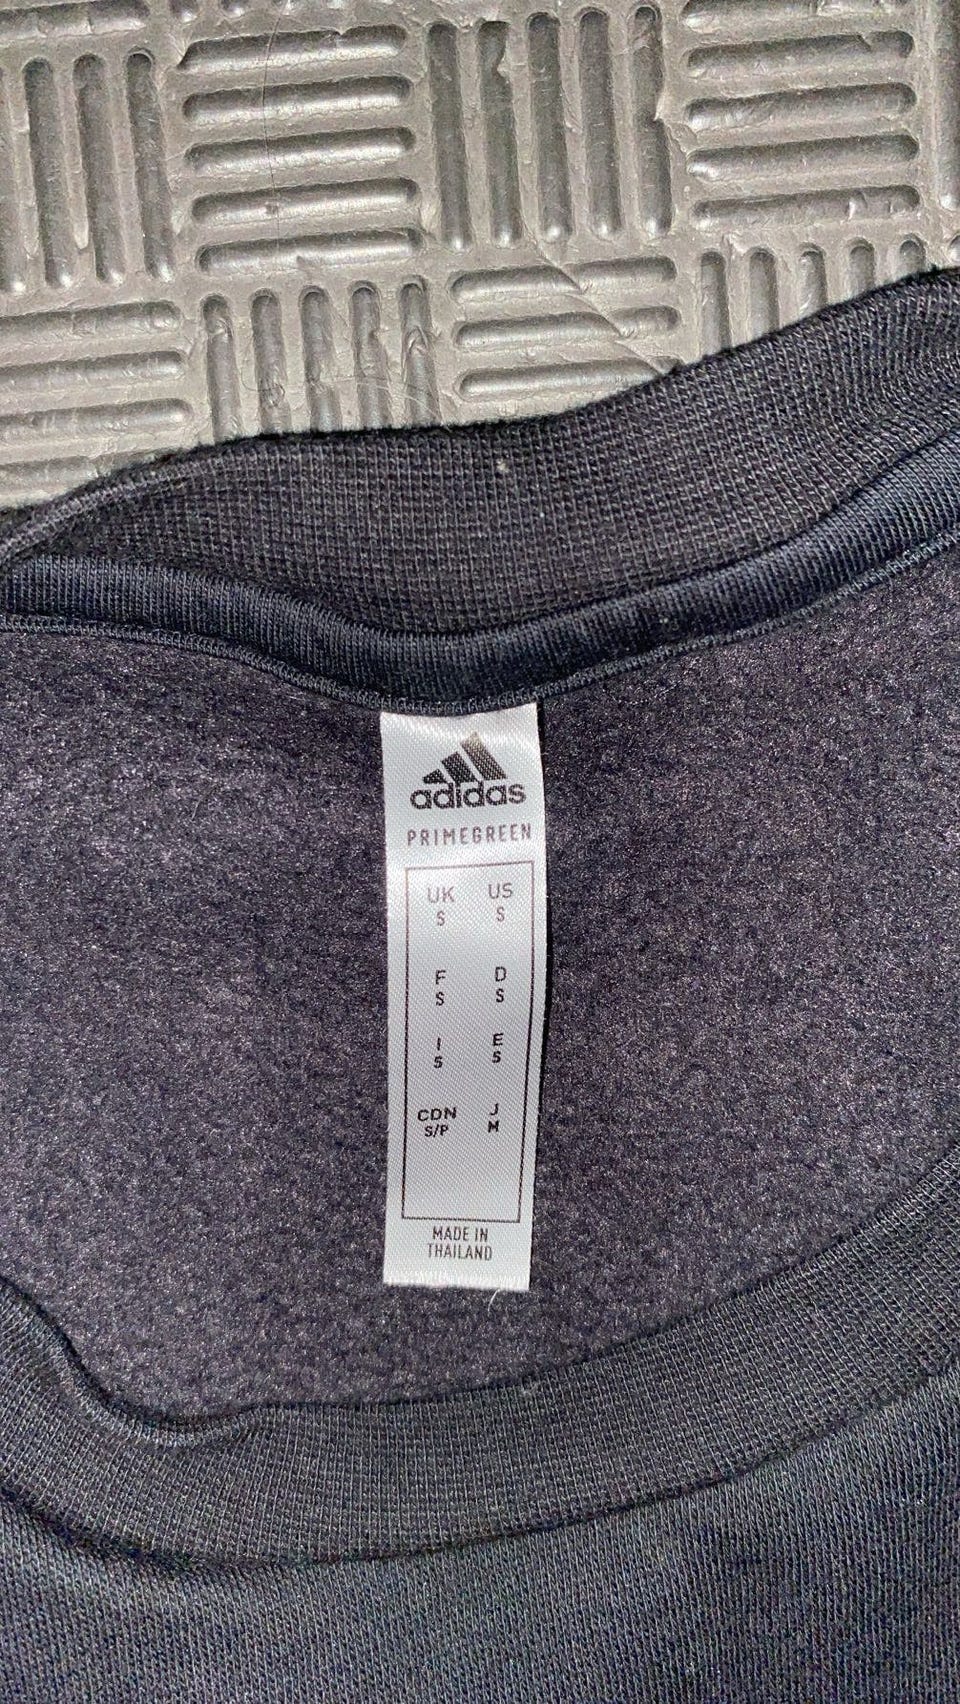 adidas
PRIMEGREEN
UK US
S S
F D
S S
I E
S S
CDN J
S/P M
MADE IN
THAILAND